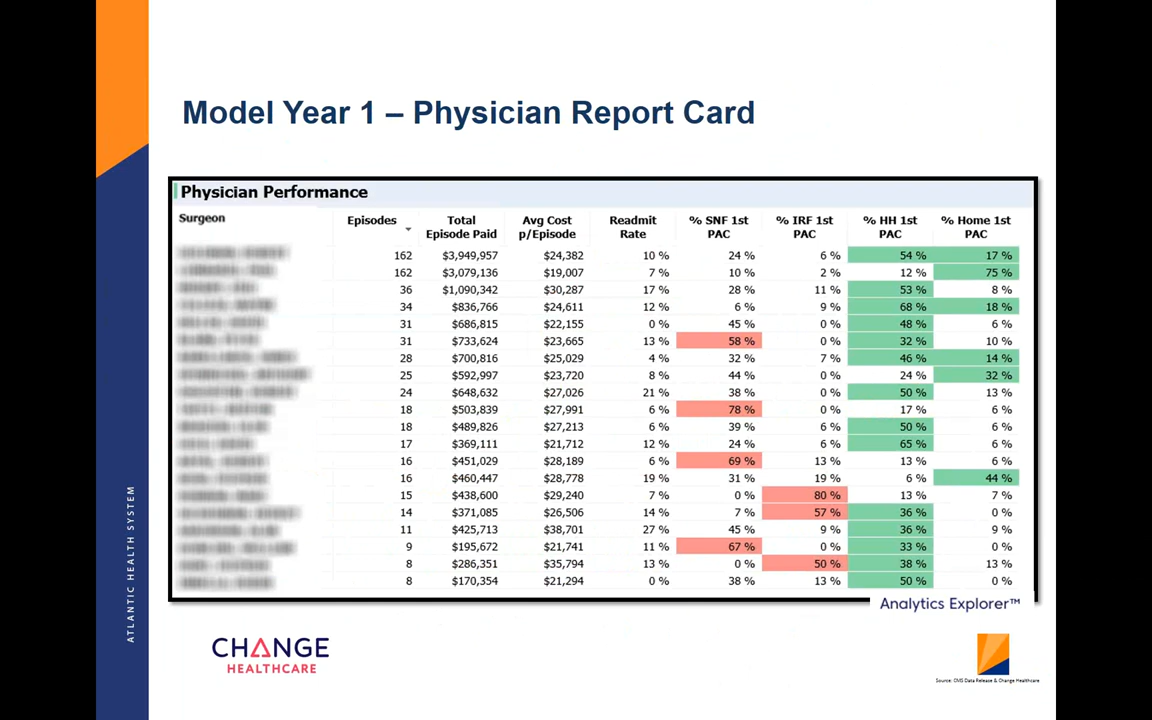 Model Year 1 – Physician Report Card
Physician Performance
Surgeon Episodes Total Episode Paid Avg Cost p/Episode Readmit Rate % SNF 1st PAC % IRF 1st PAC % HH 1st PAC % Home 1st PAC
162 $3,949,957 $24,382 10 % 24 % 6 % 54 % 17 %
162 $3,079,136 $19,007 7 % 10 % 2 % 12 % 75 %
36 $1,090,342 $30,287 17 % 28 % 11 % 53 % 8 %
34 $836,766 $24,611 12 % 6 % 9 % 68 % 18 %
31 $686,815 $22,155 0 % 45 % 0 % 48 % 6 %
31 $733,624 $23,665 13 % 58 % 0 % 32 % 10 %
28 $700,816 $25,029 4 % 32 % 7 % 46 % 14 %
25 $592,997 $23,720 8 % 44 % 0 % 24 % 32 %
24 $648,632 $27,026 21 % 38 % 0 % 50 % 13 %
18 $503,839 $27,991 6 % 78 % 0 % 17 % 6 %
18 $489,826 $27,213 6 % 39 % 6 % 50 % 6 %
17 $369,111 $21,712 12 % 24 % 6 % 65 % 6 %
16 $451,029 $28,189 6 % 69 % 13 % 13 % 6 %
16 $460,447 $28,778 19 % 31 % 19 % 6 % 44 %
15 $438,600 $29,240 7 % 0 % 80 % 13 % 7 %
14 $371,085 $26,506 14 % 7 % 57 % 36 % 0 %
11 $425,713 $38,701 27 % 45 % 9 % 36 % 9 %
9 $195,672 $21,741 11 % 67 % 0 % 33 % 0 %
8 $286,351 $35,794 13 % 0 % 50 % 38 % 13 %
8 $170,354 $21,294 0 % 38 % 13 % 50 % 0 %
Analytics Explorer™
ATLANTIC HEALTH SYSTEM
CHANGE
HEALTHCARE
Source: CMS Data Release & Change Healthcare